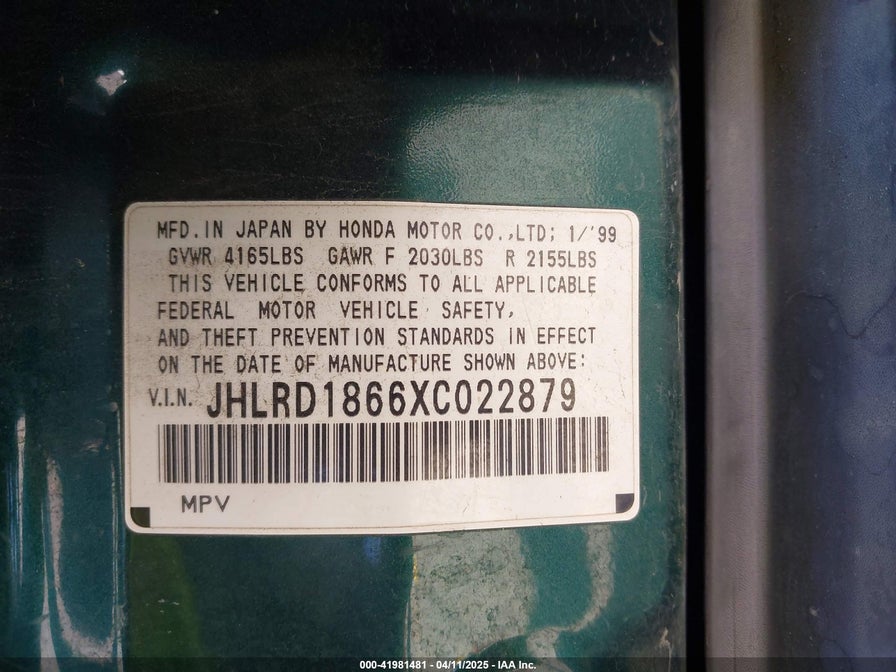 MFD. IN JAPAN BY HONDA MOTOR CO.,LTD; 1/'99
GVWR 4165LBS GAWR F 2030LBS R 2155LBS
THIS VEHICLE CONFORMS TO ALL APPLICABLE
FEDERAL MOTOR VEHICLE SAFETY,
AND THEFT PREVENTION STANDARDS IN EFFECT
ON THE DATE OF MANUFACTURE SHOWN ABOVE:
V.I.N. JHLRD1866XC022879
MPV
000-41981481 - 04/11/2025 - IAA Inc.